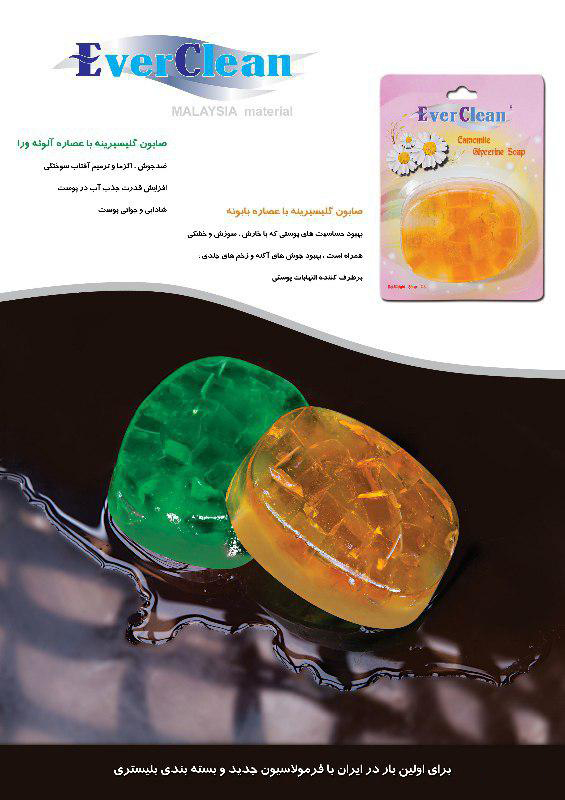 EverClean
MALAYSIA material
EverClean
Camomile
Glycerine Soap
صابون گلیسیرینه با عصاره آلوئه ورا
ضدجوش ، اگزما و ترمیم آفتاب سوختگی
افزایش قدرت جذب آب در پوست
شادابی و جوانی پوست
صابون گلیسیرینه با عصاره بابونه
بهبود حساسیت های پوستی که با خارش ، سوزش و خشکی
همراه است ، بهبود جوش های آکنه و زخم های جلدی ،
برطرف کننده التهابات پوستی
برای اولین بار در ایران با فرمولاسیون جدید و بسته بندی بلیستری